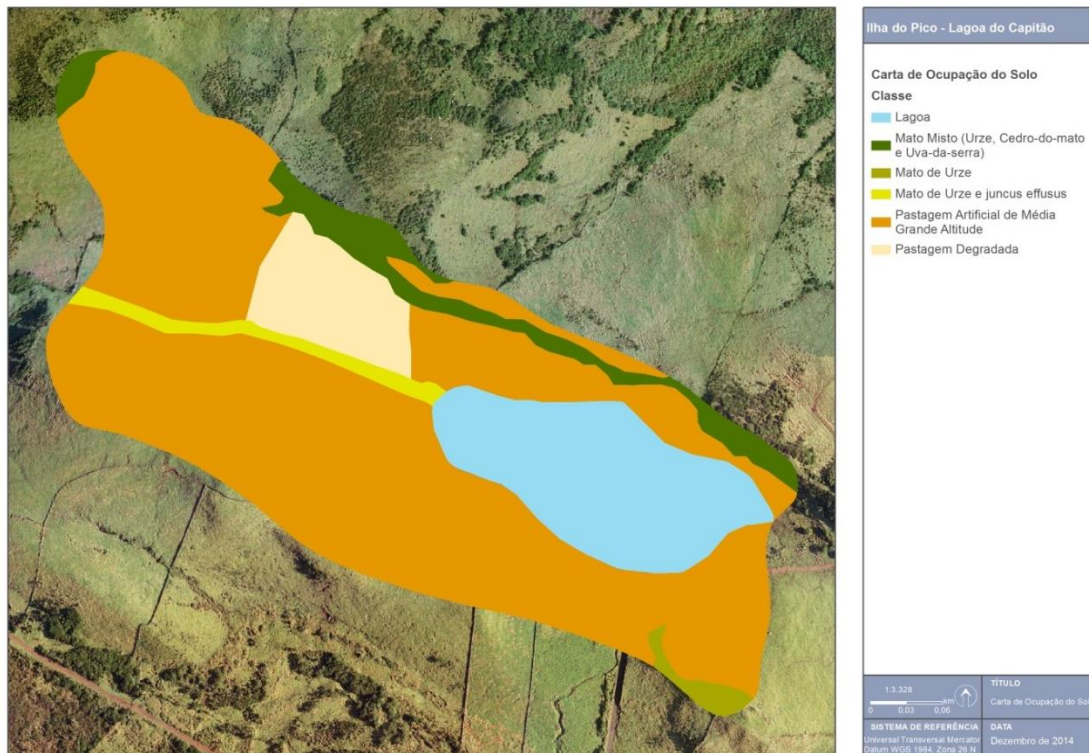 Ilha do Pico - Lagoa do Capitão
Carta de Ocupação do Solo
Classe
Lagoa
Mato Misto (Urze, Cedro-do-mato
e Uva-da-serra)
Mato de Urze
Mato de Urze e juncus effusus
Pastagem Artificial de Média
Grande Altitude
Pastagem Degradada
1:3.328
km
0 0,03 0,06
TÍTULO
Carta de Ocupação do Sol
SISTEMA DE REFERÊNCIA
Universal Transversal Mercator
Datum WGS 1984, Zona 26 N
DATA
Dezembro de 2014